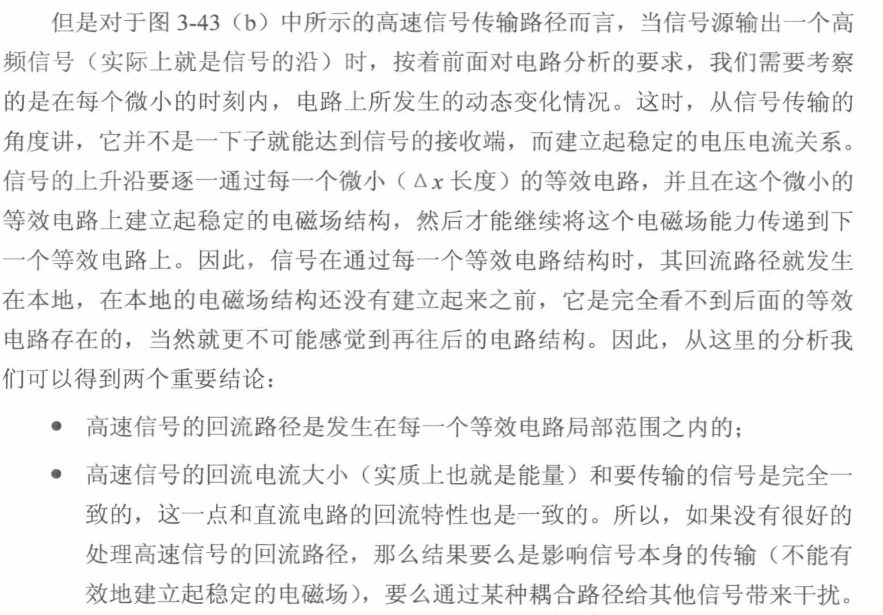 但是对于图 3-43（b）中所示的高速信号传输路径而言，当信号源输出一个高
频信号（实际上就是信号的沿）时，按着前面对电路分析的要求，我们需要考察
的是在每个微小的时刻内，电路上所发生的动态变化情况。这时，从信号传输的
角度讲，它并不是一下子就能达到信号的接收端，而建立起稳定的电压电流关系。
信号的上升沿要逐一通过每一个微小（Δx 长度）的等效电路，并且在这个微小的
等效电路上建立起稳定的电磁场结构，然后才能继续将这个电磁场能力传递到下
一个等效电路上。因此，信号在通过每一个等效电路结构时，其回流路径就发生
在本地，在本地的电磁场结构还没有建立起来之前，它是完全看不到后面的等效
电路存在的，当然就更不可能感觉到再往后的电路结构。因此，从这里的分析我
们可以得到两个重要结论：
● 高速信号的回流路径是发生在每一个等效电路局部范围之内的；
● 高速信号的回流电流大小（实质上也就是能量）和要传输的信号是完全一
致的，这一点和直流电路的回流特性也是一致的。所以，如果没有很好的
处理高速信号的回流路径，那么结果要么是影响信号本身的传输（不能有
效地建立起稳定的电磁场），要么通过某种耦合路径给其他信号带来干扰。